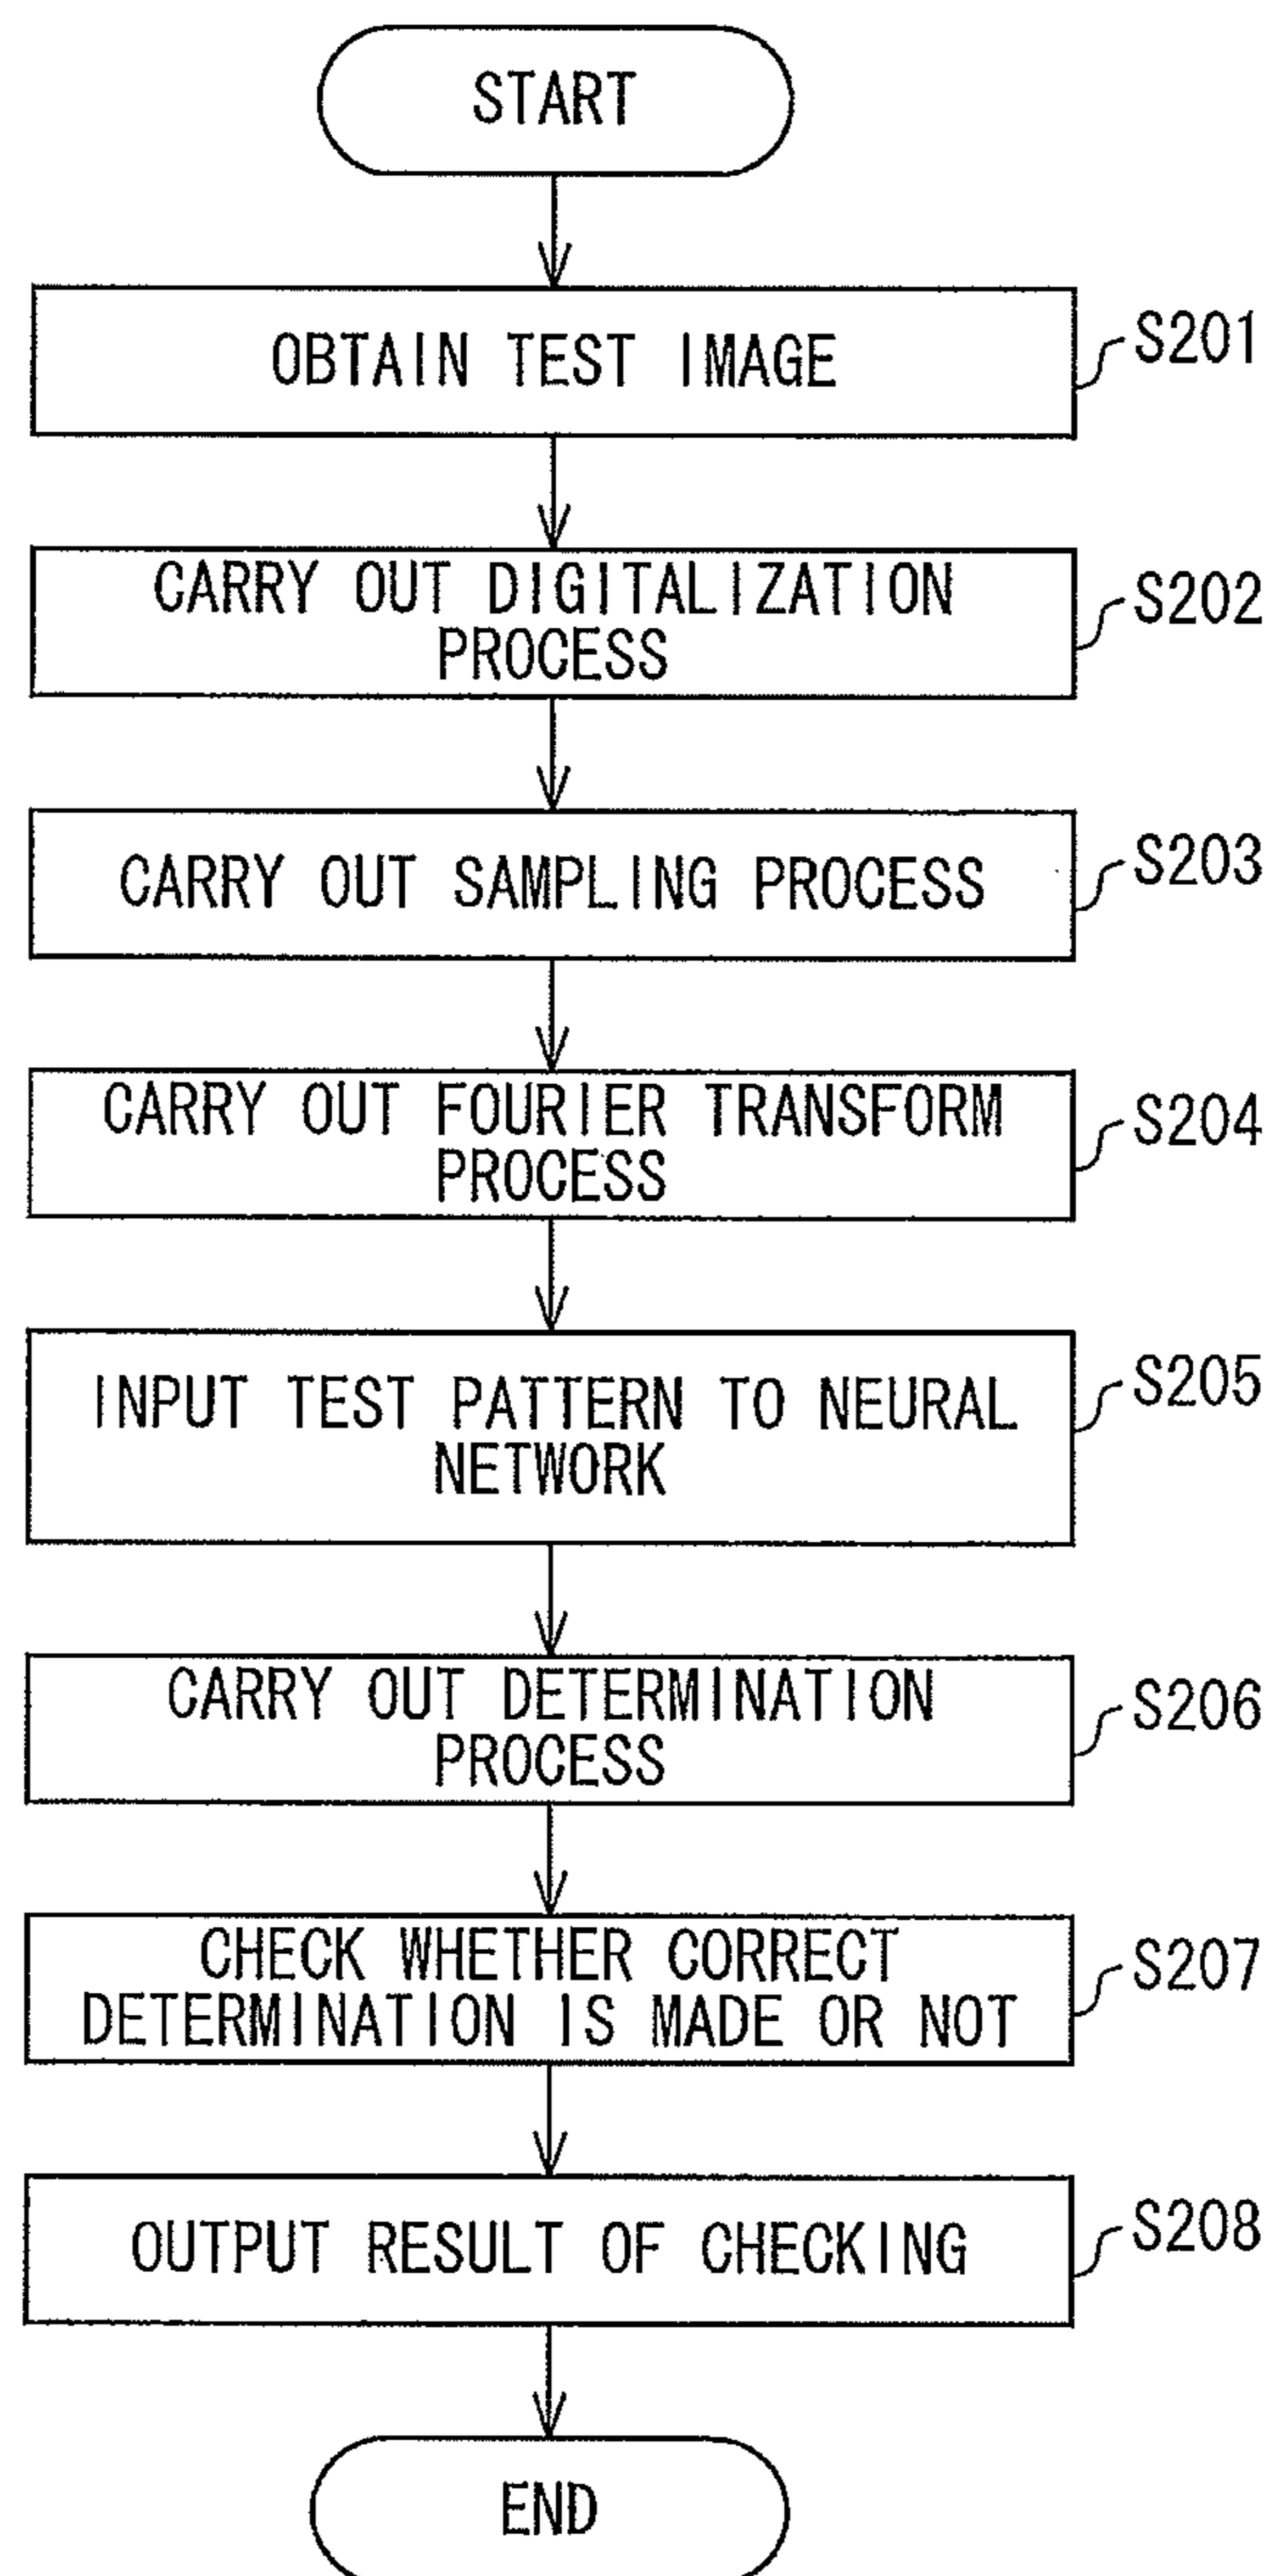 START
OBTAIN TEST IMAGE
S201
CARRY OUT DIGITALIZATION
PROCESS
S202
CARRY OUT SAMPLING PROCESS
S203
CARRY OUT FOURIER TRANSFORM
PROCESS
S204
INPUT TEST PATTERN TO NEURAL
NETWORK
S205
CARRY OUT DETERMINATION
PROCESS
S206
CHECK WHETHER CORRECT
DETERMINATION IS MADE OR NOT
S207
OUTPUT RESULT OF CHECKING
S208
END